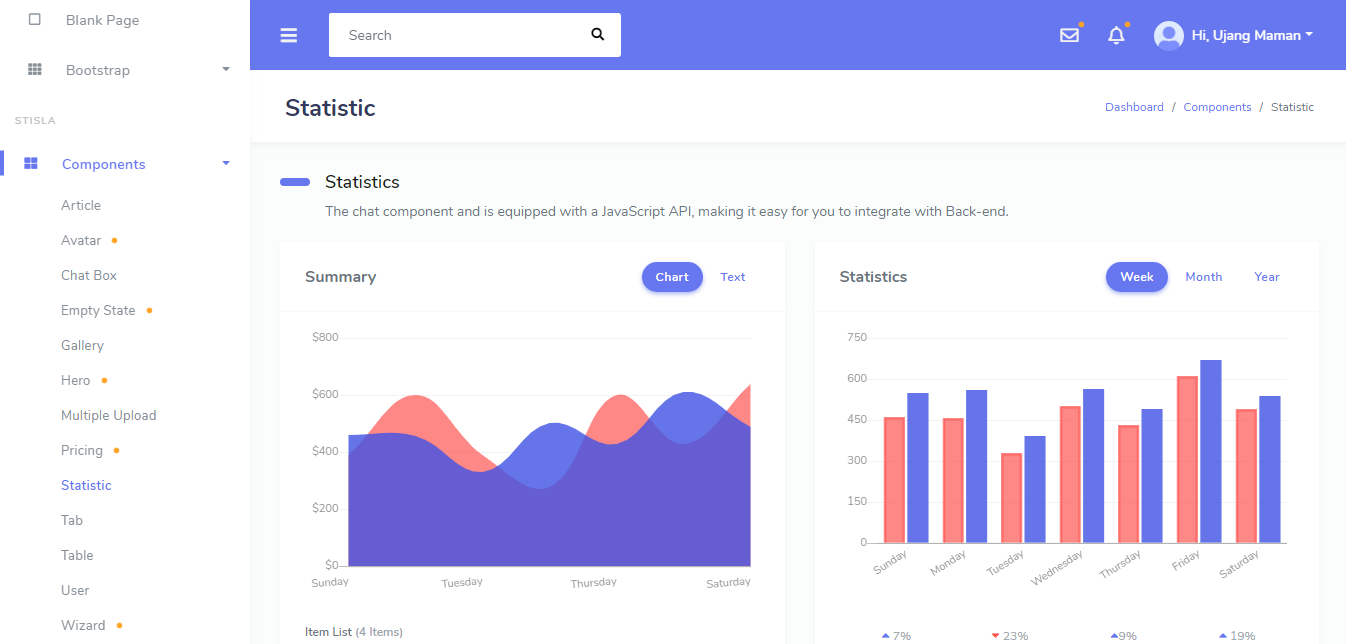 Blank Page
Bootstrap
STISLA
Components
Article
Avatar
Chat Box
Empty State
Gallery
Hero
Multiple Upload
Pricing
Statistic
Tab
Table
User
Wizard
Search
Hi, Ujang Maman
Statistic
Dashboard / Components / Statistic
Statistics
The chat component and is equipped with a JavaScript API, making it easy for you to integrate with Back-end.
Summary
Chart Text
$800
$600
$400
$200
$0
Sunday Tuesday Thursday Saturday
Item List (4 Items)
Statistics
Week Month Year
750
600
450
300
150
0
Sunday Monday Tuesday Wednesday Thursday Friday Saturday
7% 23% 9% 19%